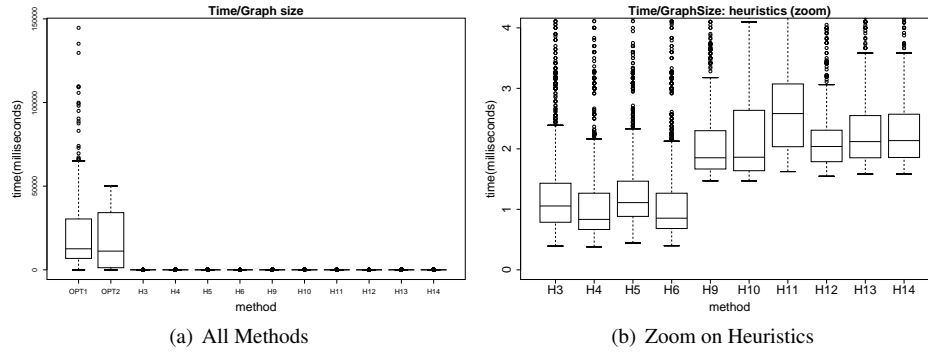 Time/Graph size
time(milliseconds)
150000
100000
50000
0
OPT1 OPT2 H3 H4 H5 H6 H9 H10 H11 H12 H13 H14
method
(a) All Methods
Time/GraphSize: heuristics (zoom)
time(milliseconds)
4
3
2
1
0
H3 H4 H5 H6 H9 H10 H11 H12 H13 H14
method
(b) Zoom on Heuristics